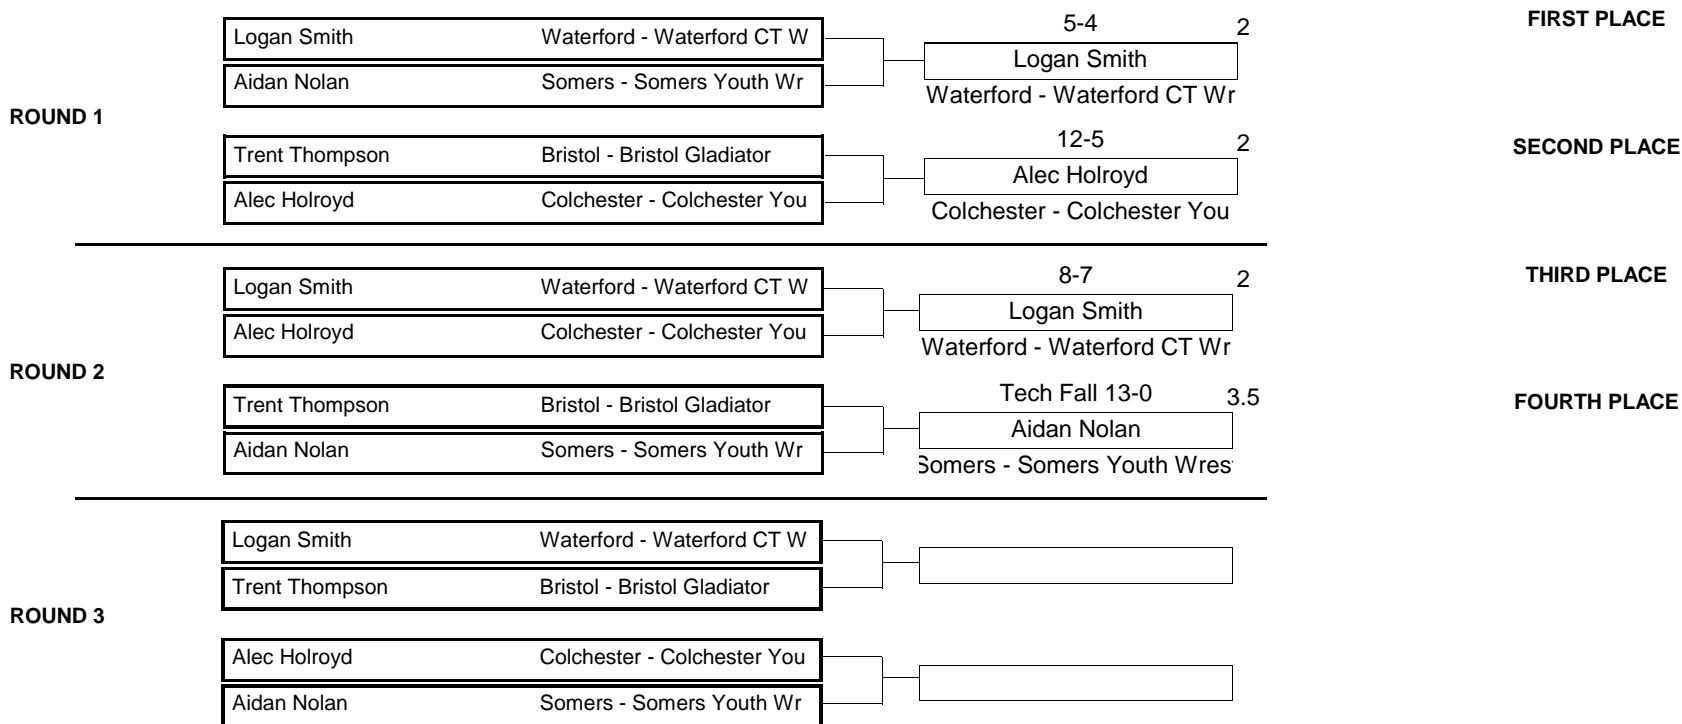 5-4 2 FIRST PLACE
Logan Smith Waterford - Waterford CT W
Logan Smith
Aidan Nolan Somers - Somers Youth Wr
Waterford - Waterford CT Wr
ROUND 1
12-5 2 SECOND PLACE
Trent Thompson Bristol - Bristol Gladiator
Alec Holroyd
Alec Holroyd Colchester - Colchester You
Colchester - Colchester You
8-7 2 THIRD PLACE
Logan Smith Waterford - Waterford CT W
Logan Smith
Alec Holroyd Colchester - Colchester You
Waterford - Waterford CT Wr
ROUND 2
Tech Fall 13-0 3.5 FOURTH PLACE
Trent Thompson Bristol - Bristol Gladiator
Aidan Nolan
Aidan Nolan Somers - Somers Youth Wr
Somers - Somers Youth Wrest
Logan Smith Waterford - Waterford CT W
Trent Thompson Bristol - Bristol Gladiator
ROUND 3
Alec Holroyd Colchester - Colchester You
Aidan Nolan Somers - Somers Youth Wr